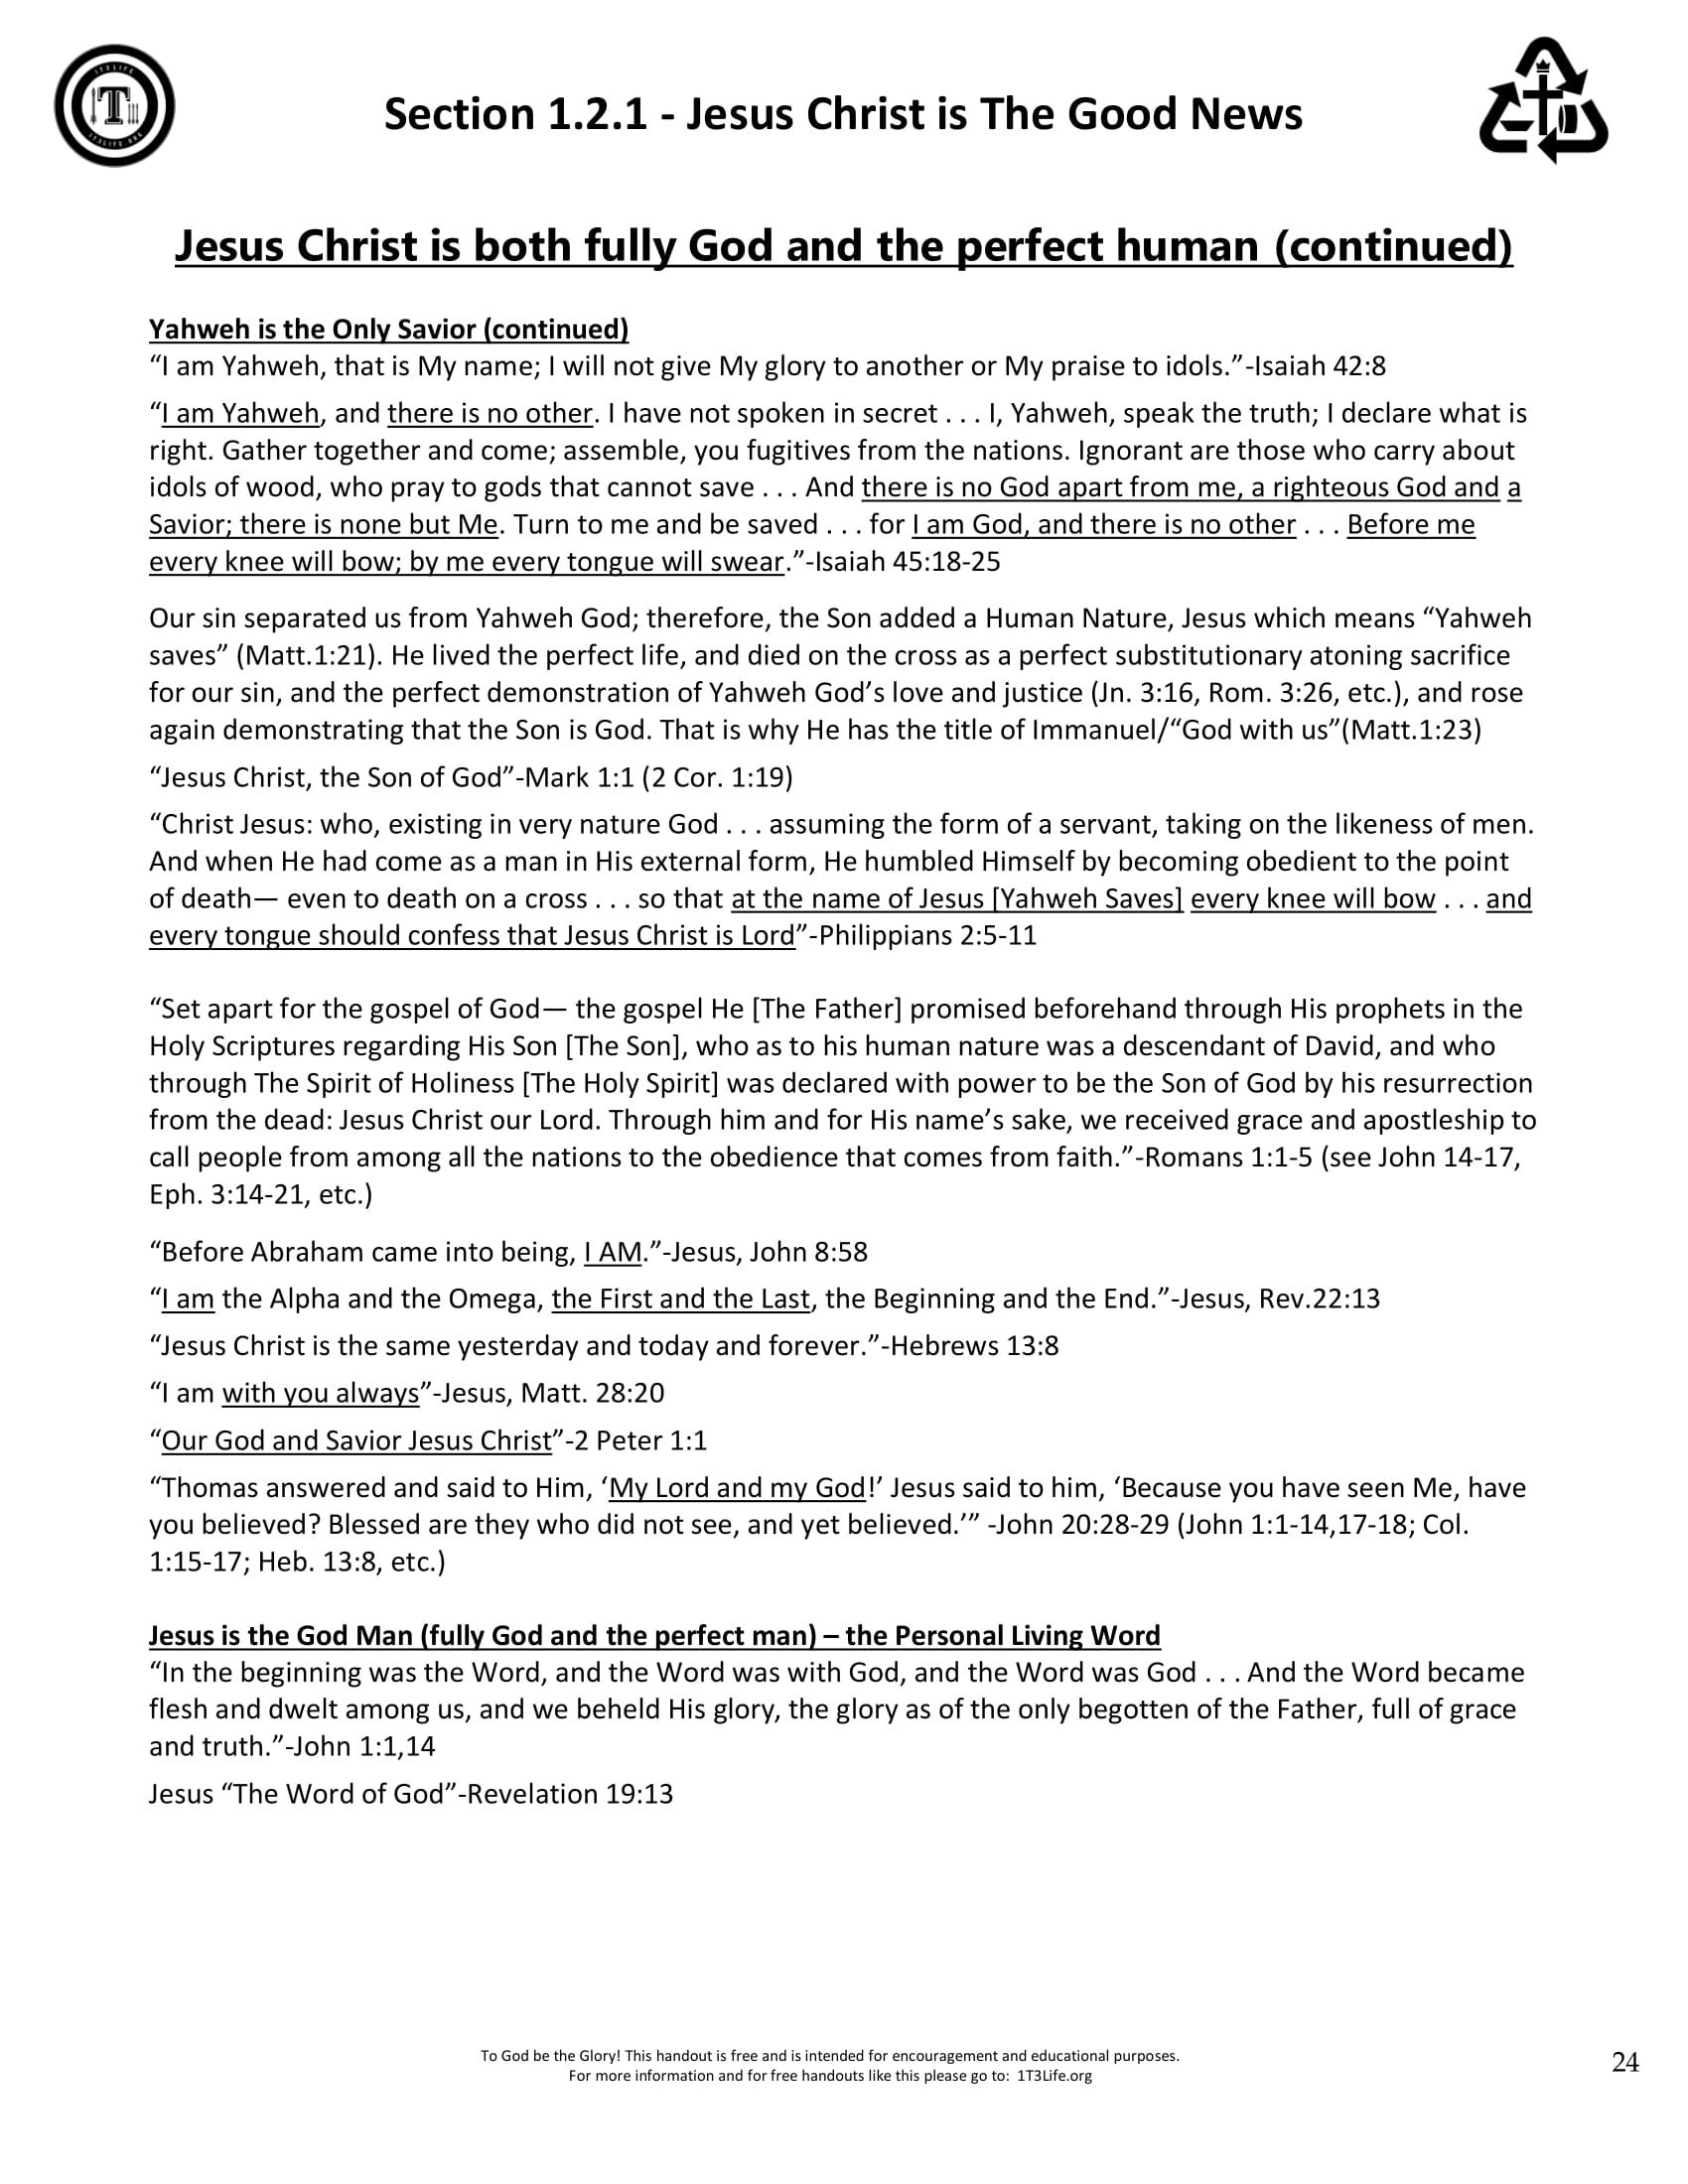 1T3LIFE
T
1T3LIFE.ORG
Section 1.2.1 - Jesus Christ is The Good News
Jesus Christ is both fully God and the perfect human (continued)
Yahweh is the Only Savior (continued)
“I am Yahweh, that is My name; I will not give My glory to another or My praise to idols.”-Isaiah 42:8
“I am Yahweh, and there is no other. I have not spoken in secret . . . I, Yahweh, speak the truth; I declare what is
right. Gather together and come; assemble, you fugitives from the nations. Ignorant are those who carry about
idols of wood, who pray to gods that cannot save . . . And there is no God apart from me, a righteous God and a
Savior; there is none but Me. Turn to me and be saved . . . for I am God, and there is no other . . . Before me
every knee will bow; by me every tongue will swear.”-Isaiah 45:18-25
Our sin separated us from Yahweh God; therefore, the Son added a Human Nature, Jesus which means “Yahweh
saves” (Matt.1:21). He lived the perfect life, and died on the cross as a perfect substitutionary atoning sacrifice
for our sin, and the perfect demonstration of Yahweh God’s love and justice (Jn. 3:16, Rom. 3:26, etc.), and rose
again demonstrating that the Son is God. That is why He has the title of Immanuel/“God with us”(Matt.1:23)
“Jesus Christ, the Son of God”-Mark 1:1 (2 Cor. 1:19)
“Christ Jesus: who, existing in very nature God . . . assuming the form of a servant, taking on the likeness of men.
And when He had come as a man in His external form, He humbled Himself by becoming obedient to the point
of death— even to death on a cross . . . so that at the name of Jesus [Yahweh Saves] every knee will bow . . . and
every tongue should confess that Jesus Christ is Lord”-Philippians 2:5-11
“Set apart for the gospel of God— the gospel He [The Father] promised beforehand through His prophets in the
Holy Scriptures regarding His Son [The Son], who as to his human nature was a descendant of David, and who
through The Spirit of Holiness [The Holy Spirit] was declared with power to be the Son of God by his resurrection
from the dead: Jesus Christ our Lord. Through him and for His name’s sake, we received grace and apostleship to
call people from among all the nations to the obedience that comes from faith.”-Romans 1:1-5 (see John 14-17,
Eph. 3:14-21, etc.)
“Before Abraham came into being, I AM.”-Jesus, John 8:58
“I am the Alpha and the Omega, the First and the Last, the Beginning and the End.”-Jesus, Rev.22:13
“Jesus Christ is the same yesterday and today and forever.”-Hebrews 13:8
“I am with you always”-Jesus, Matt. 28:20
“Our God and Savior Jesus Christ”-2 Peter 1:1
“Thomas answered and said to Him, ‘My Lord and my God!’ Jesus said to him, ‘Because you have seen Me, have
you believed? Blessed are they who did not see, and yet believed.’” -John 20:28-29 (John 1:1-14,17-18; Col.
1:15-17; Heb. 13:8, etc.)
Jesus is the God Man (fully God and the perfect man) – the Personal Living Word
“In the beginning was the Word, and the Word was with God, and the Word was God . . . And the Word became
flesh and dwelt among us, and we beheld His glory, the glory as of the only begotten of the Father, full of grace
and truth.”-John 1:1,14
Jesus “The Word of God”-Revelation 19:13
To God be the Glory! This handout is free and is intended for encouragement and educational purposes.
For more information and for free handouts like this please go to:  1T3Life.org
24